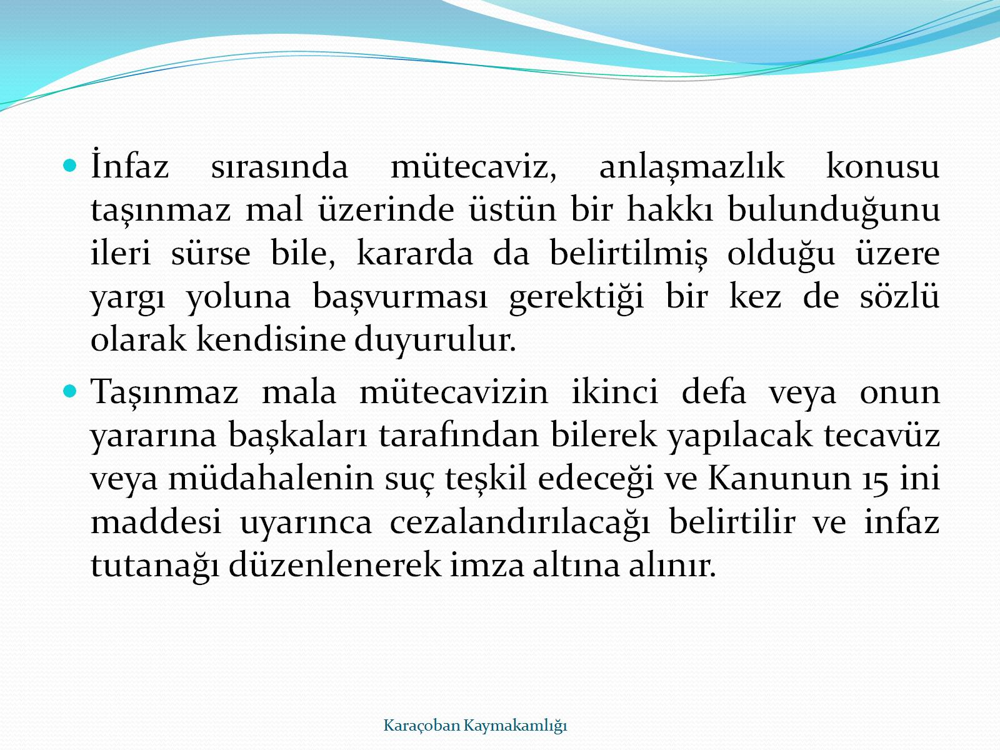 İnfaz sırasında mütecaviz, anlaşmazlık konusu
taşınmaz mal üzerinde üstün bir hakkı bulunduğunu
ileri sürse bile, kararda da belirtilmiş olduğu üzere
yargı yoluna başvurması gerektiği bir kez de sözlü
olarak kendisine duyurulur.
Taşınmaz mala mütecavizin ikinci defa veya onun
yararına başkaları tarafından bilerek yapılacak tecavüz
veya müdahalenin suç teşkil edeceği ve Kanunun 15 ini
maddesi uyarınca cezalandırılacağı belirtilir ve infaz
tutanağı düzenlenerek imza altına alınır.
Karaçoban Kaymakamlığı